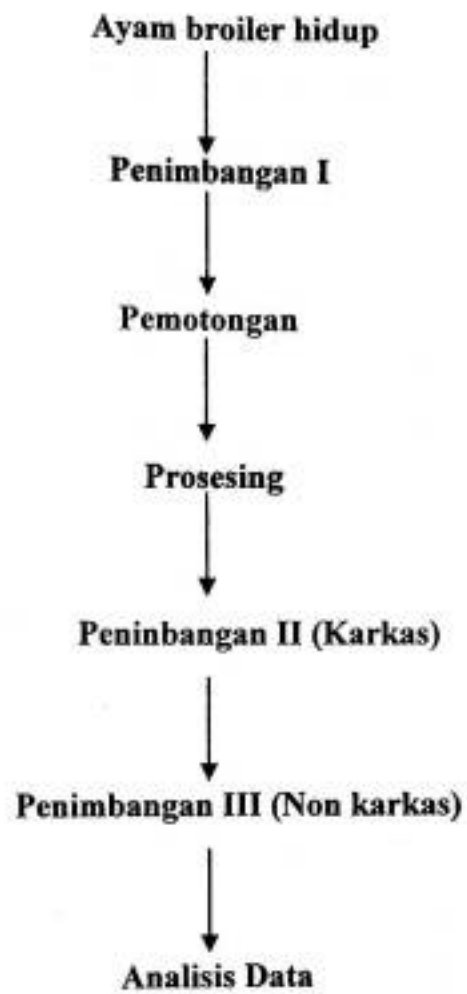 Ayam broiler hidup
Penimbangan I
Pemotongan
Prosesing
Peninbangan II (Karkas)
Penimbangan III (Non karkas)
Analisis Data